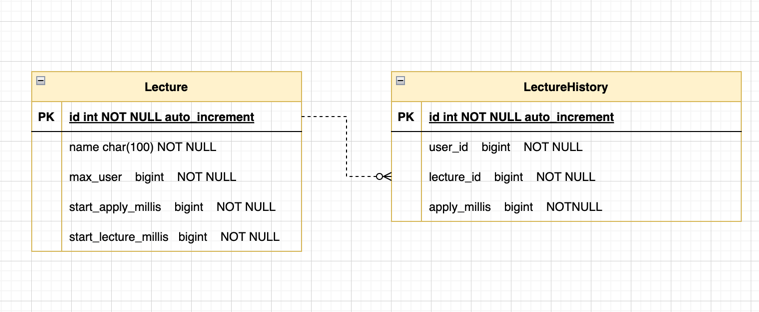 Lecture
PK id int NOT NULL auto_increment
name char(100) NOT NULL
max_user bigint NOT NULL
start_apply_millis bigint NOT NULL
start_lecture_millis bigint NOT NULL
LectureHistory
PK id int NOT NULL auto_increment
user_id bigint NOT NULL
lecture_id bigint NOT NULL
apply_millis bigint NOTNULL